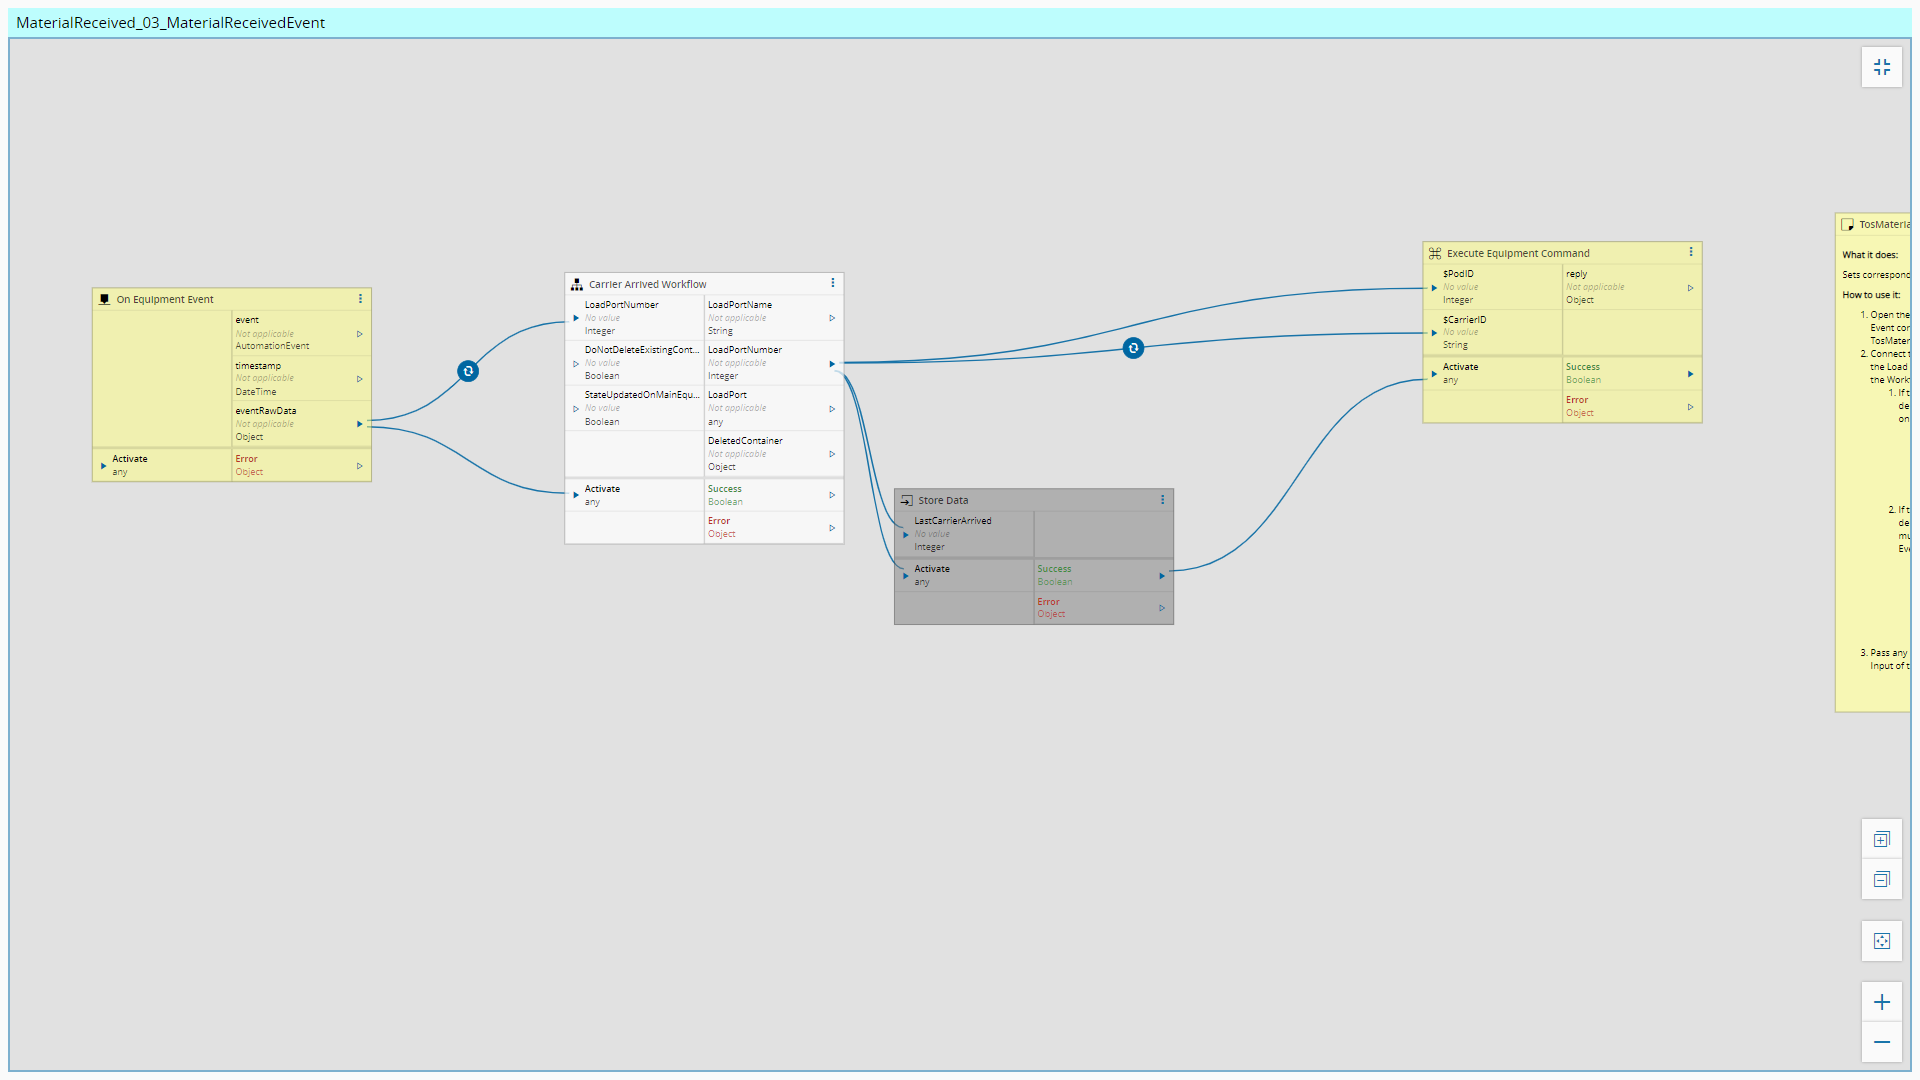 MaterialReceived_03_MaterialReceivedEvent
On Equipment Event
event
Not applicable
AutomationEvent
timestamp
Not applicable
DateTime
eventRawData
Not applicable
Object
Activate
any
Error
Object
Carrier Arrived Workflow
LoadPortNumber
No value
Integer
LoadPortName
Not applicable
String
DoNotDeleteExistingCont...
No value
Boolean
LoadPortNumber
Not applicable
Integer
StateUpdatedOnMainEqu...
No value
Boolean
LoadPort
Not applicable
any
DeletedContainer
Not applicable
Object
Activate
any
Success
Boolean
Error
Object
Store Data
LastCarrierArrived
No value
Integer
Activate
any
Success
Boolean
Error
Object
Execute Equipment Command
$PodID
No value
Integer
reply
Not applicable
Object
$CarrierID
No value
String
Activate
any
Success
Boolean
Error
Object
TosMateria
What it does:
Sets correspond
How to use it:
1. Open the
Event cor
TosMater
2. Connect t
the Load
the Work
1. If t
de
on
2. If t
de
mu
Eve
3. Pass any
Input of t